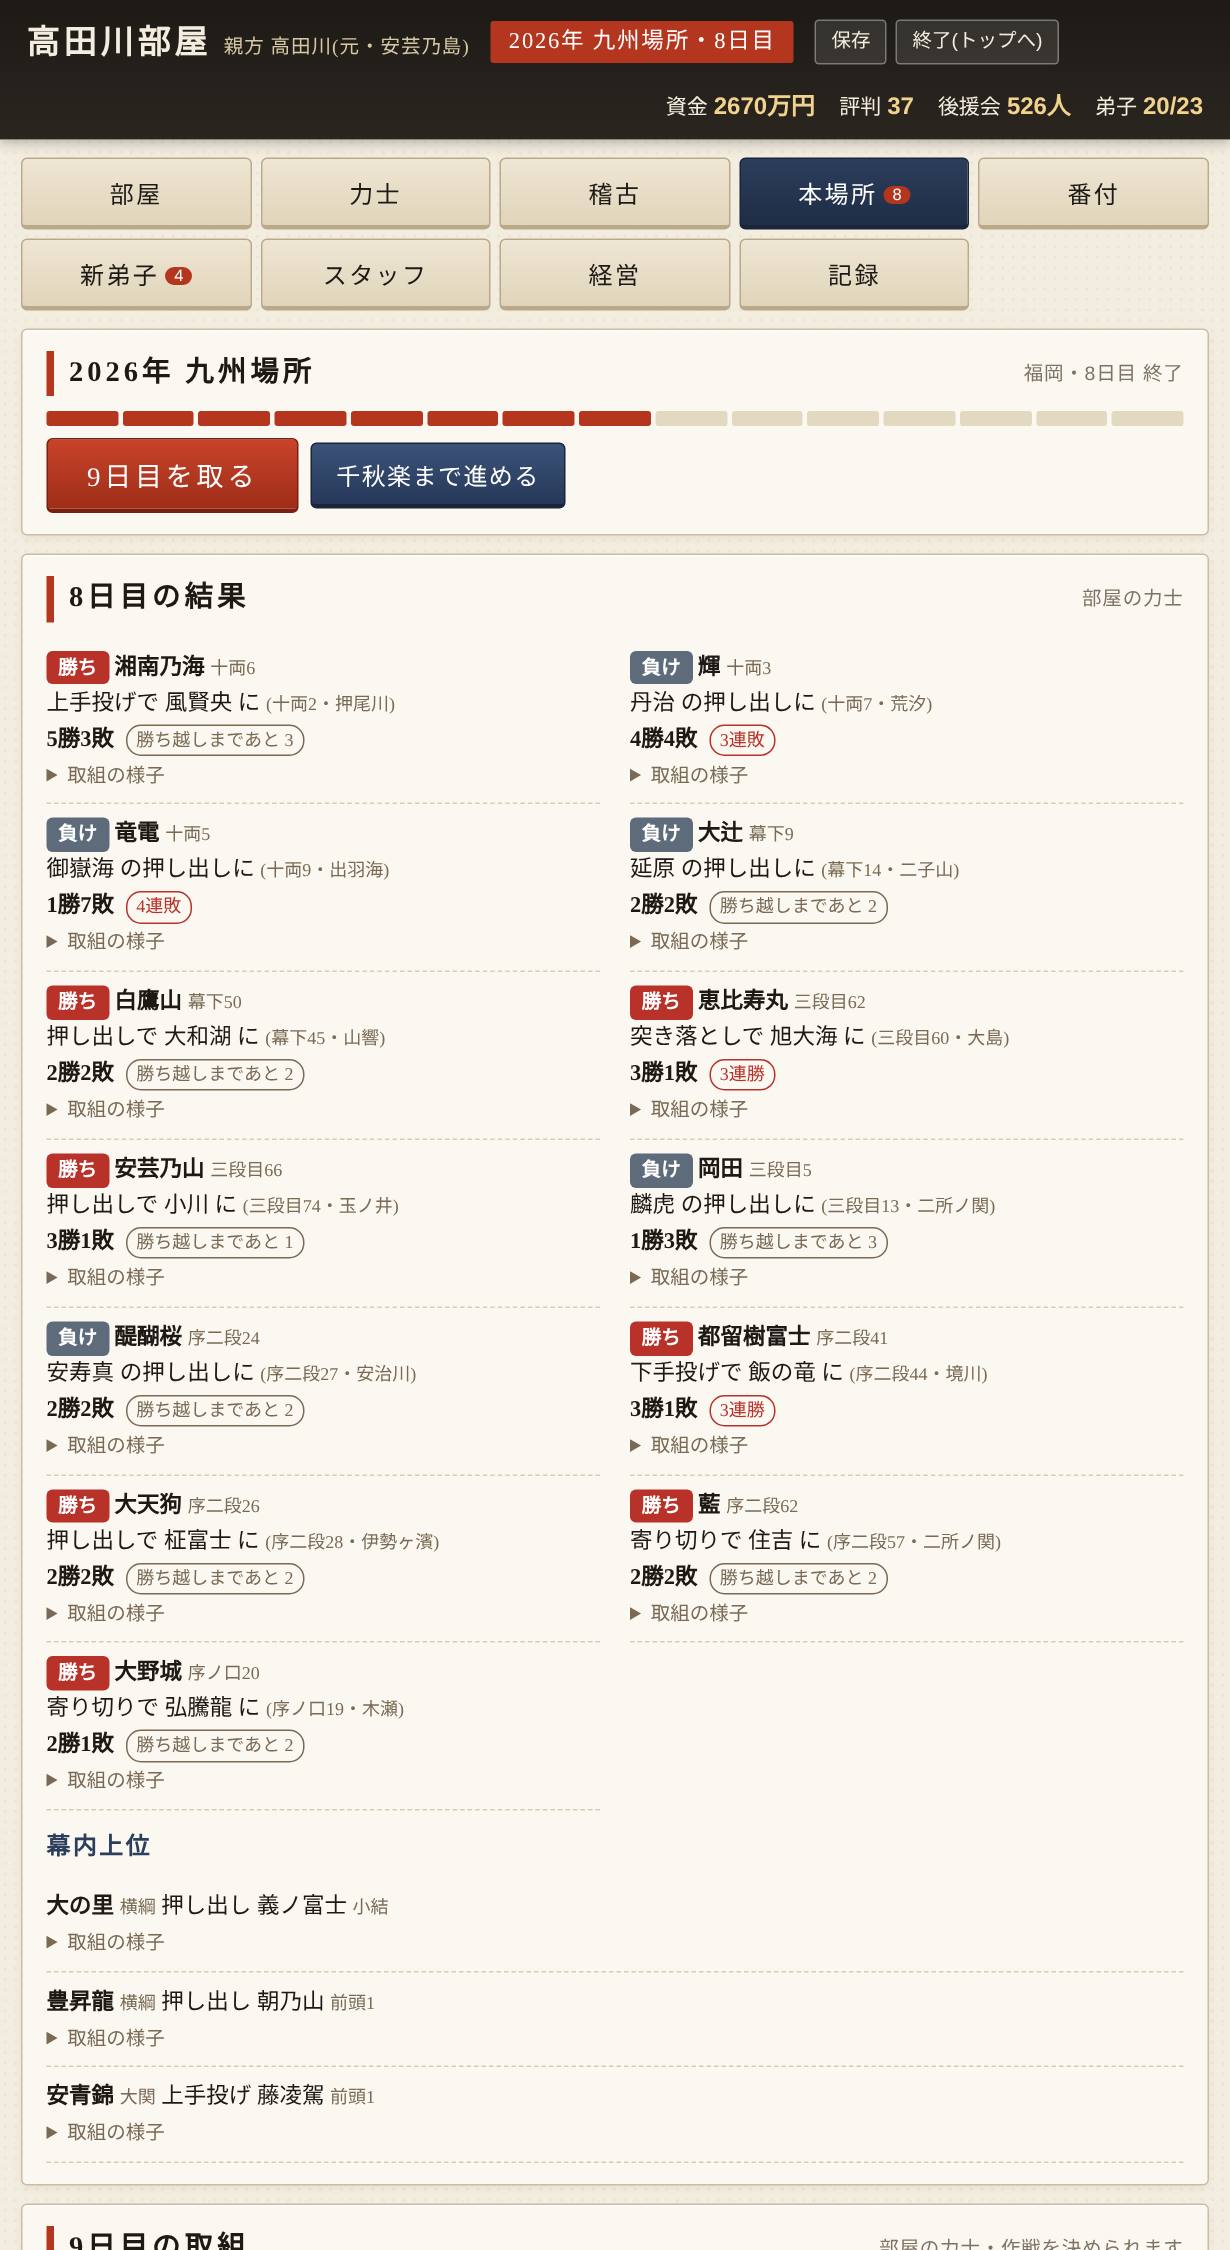 高田川部屋 親方 高田川(元・安芸乃島) 2026年 九州場所・8日目 保存 終了(トップへ)
資金 2670万円 評判 37 後援会 526人 弟子 20/23
部屋 力士 稽古 本場所 8 番付
新弟子 4 スタッフ 経営 記録
2026年 九州場所 福岡・8日目 終了
9日目を取る 千秋楽まで進める
8日目の結果 部屋の力士
勝ち 湘南乃海 十両6
上手投げで 風賢央 に (十両2・押尾川)
5勝3敗 勝ち越しまであと 3
▶ 取組の様子
負け 輝 十両3
丹治 の押し出しに (十両7・荒汐)
4勝4敗 3連敗
▶ 取組の様子
負け 竜電 十両5
御嶽海 の押し出しに (十両9・出羽海)
1勝7敗 4連敗
▶ 取組の様子
負け 大辻 幕下9
延原 の押し出しに (幕下14・二子山)
2勝2敗 勝ち越しまであと 2
▶ 取組の様子
勝ち 白鷹山 幕下50
押し出しで 大和湖 に (幕下45・山響)
2勝2敗 勝ち越しまであと 2
▶ 取組の様子
勝ち 恵比寿丸 三段目62
突き落としで 旭大海 に (三段目60・大島)
3勝1敗 3連勝
▶ 取組の様子
勝ち 安芸乃山 三段目66
押し出しで 小川 に (三段目74・玉ノ井)
3勝1敗 勝ち越しまであと 1
▶ 取組の様子
負け 岡田 三段目5
麟虎 の押し出しに (三段目13・二所ノ関)
1勝3敗 勝ち越しまであと 3
▶ 取組の様子
負け 醍醐桜 序二段24
安寿真 の押し出しに (序二段27・安治川)
2勝2敗 勝ち越しまであと 2
▶ 取組の様子
勝ち 都留樹富士 序二段41
下手投げで 飯の竜 に (序二段44・境川)
3勝1敗 3連勝
▶ 取組の様子
勝ち 大天狗 序二段26
押し出しで 柾富士 に (序二段28・伊勢ヶ濱)
2勝2敗 勝ち越しまであと 2
▶ 取組の様子
勝ち 藍 序二段62
寄り切りで 住吉 に (序二段57・二所ノ関)
2勝2敗 勝ち越しまであと 2
▶ 取組の様子
勝ち 大野城 序ノ口20
寄り切りで 弘騰龍 に (序ノ口19・木瀬)
2勝1敗 勝ち越しまであと 2
▶ 取組の様子
幕内上位
大の里 横綱 押し出し 義ノ富士 小結
▶ 取組の様子
豊昇龍 横綱 押し出し 朝乃山 前頭1
▶ 取組の様子
安青錦 大関 上手投げ 藤凌駕 前頭1
▶ 取組の様子
9日目の取組 部屋の力士・作戦を決められます